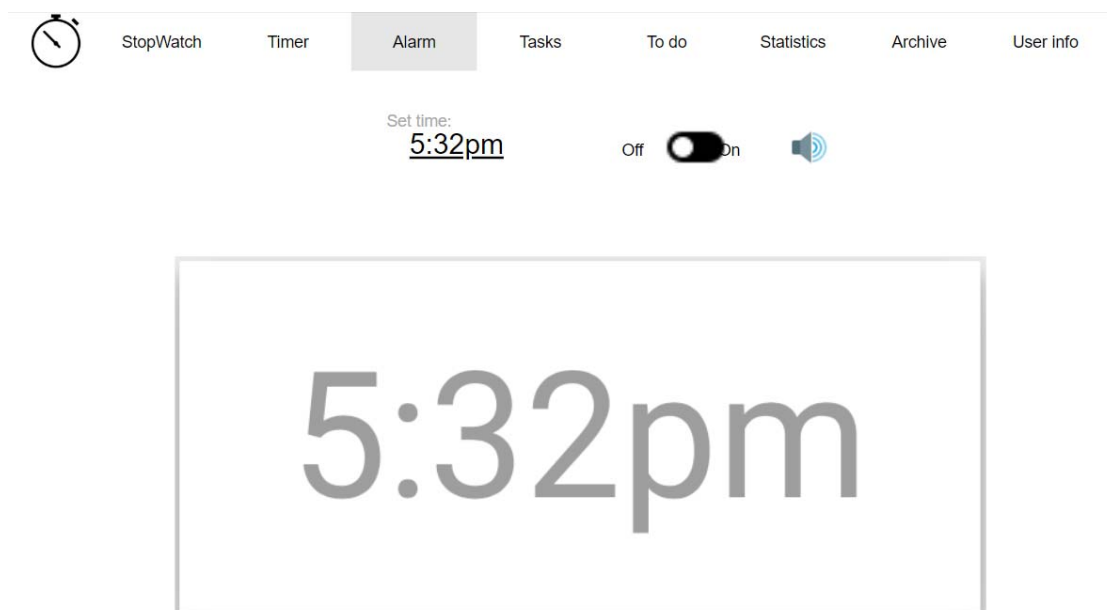 StopWatch Timer Alarm Tasks To do Statistics Archive User info
Set time:
5:32pm
Off On
5:32pm